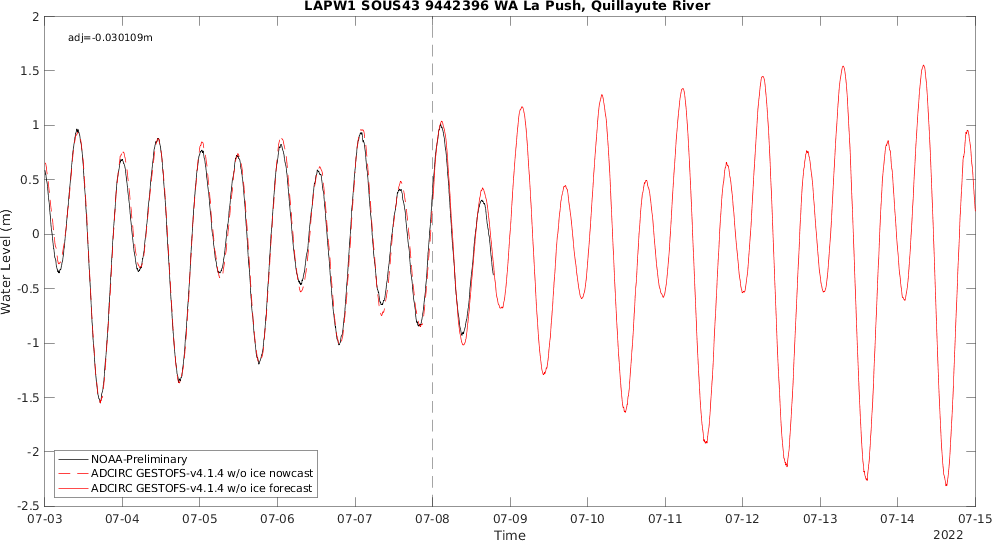 LAPW1 SOUS43 9442396 WA La Push, Quillayute River
adj=-0.030109m
2
1.5
1
0.5
0
-0.5
-1
-1.5
-2
-2.5
Water Level (m)
NOAA-Preliminary
ADCIRC GESTOFS-v4.1.4 w/o ice nowcast
ADCIRC GESTOFS-v4.1.4 w/o ice forecast
07-03 07-04 07-05 07-06 07-07 07-08 07-09 07-10 07-11 07-12 07-13 07-14 07-15
Time
2022